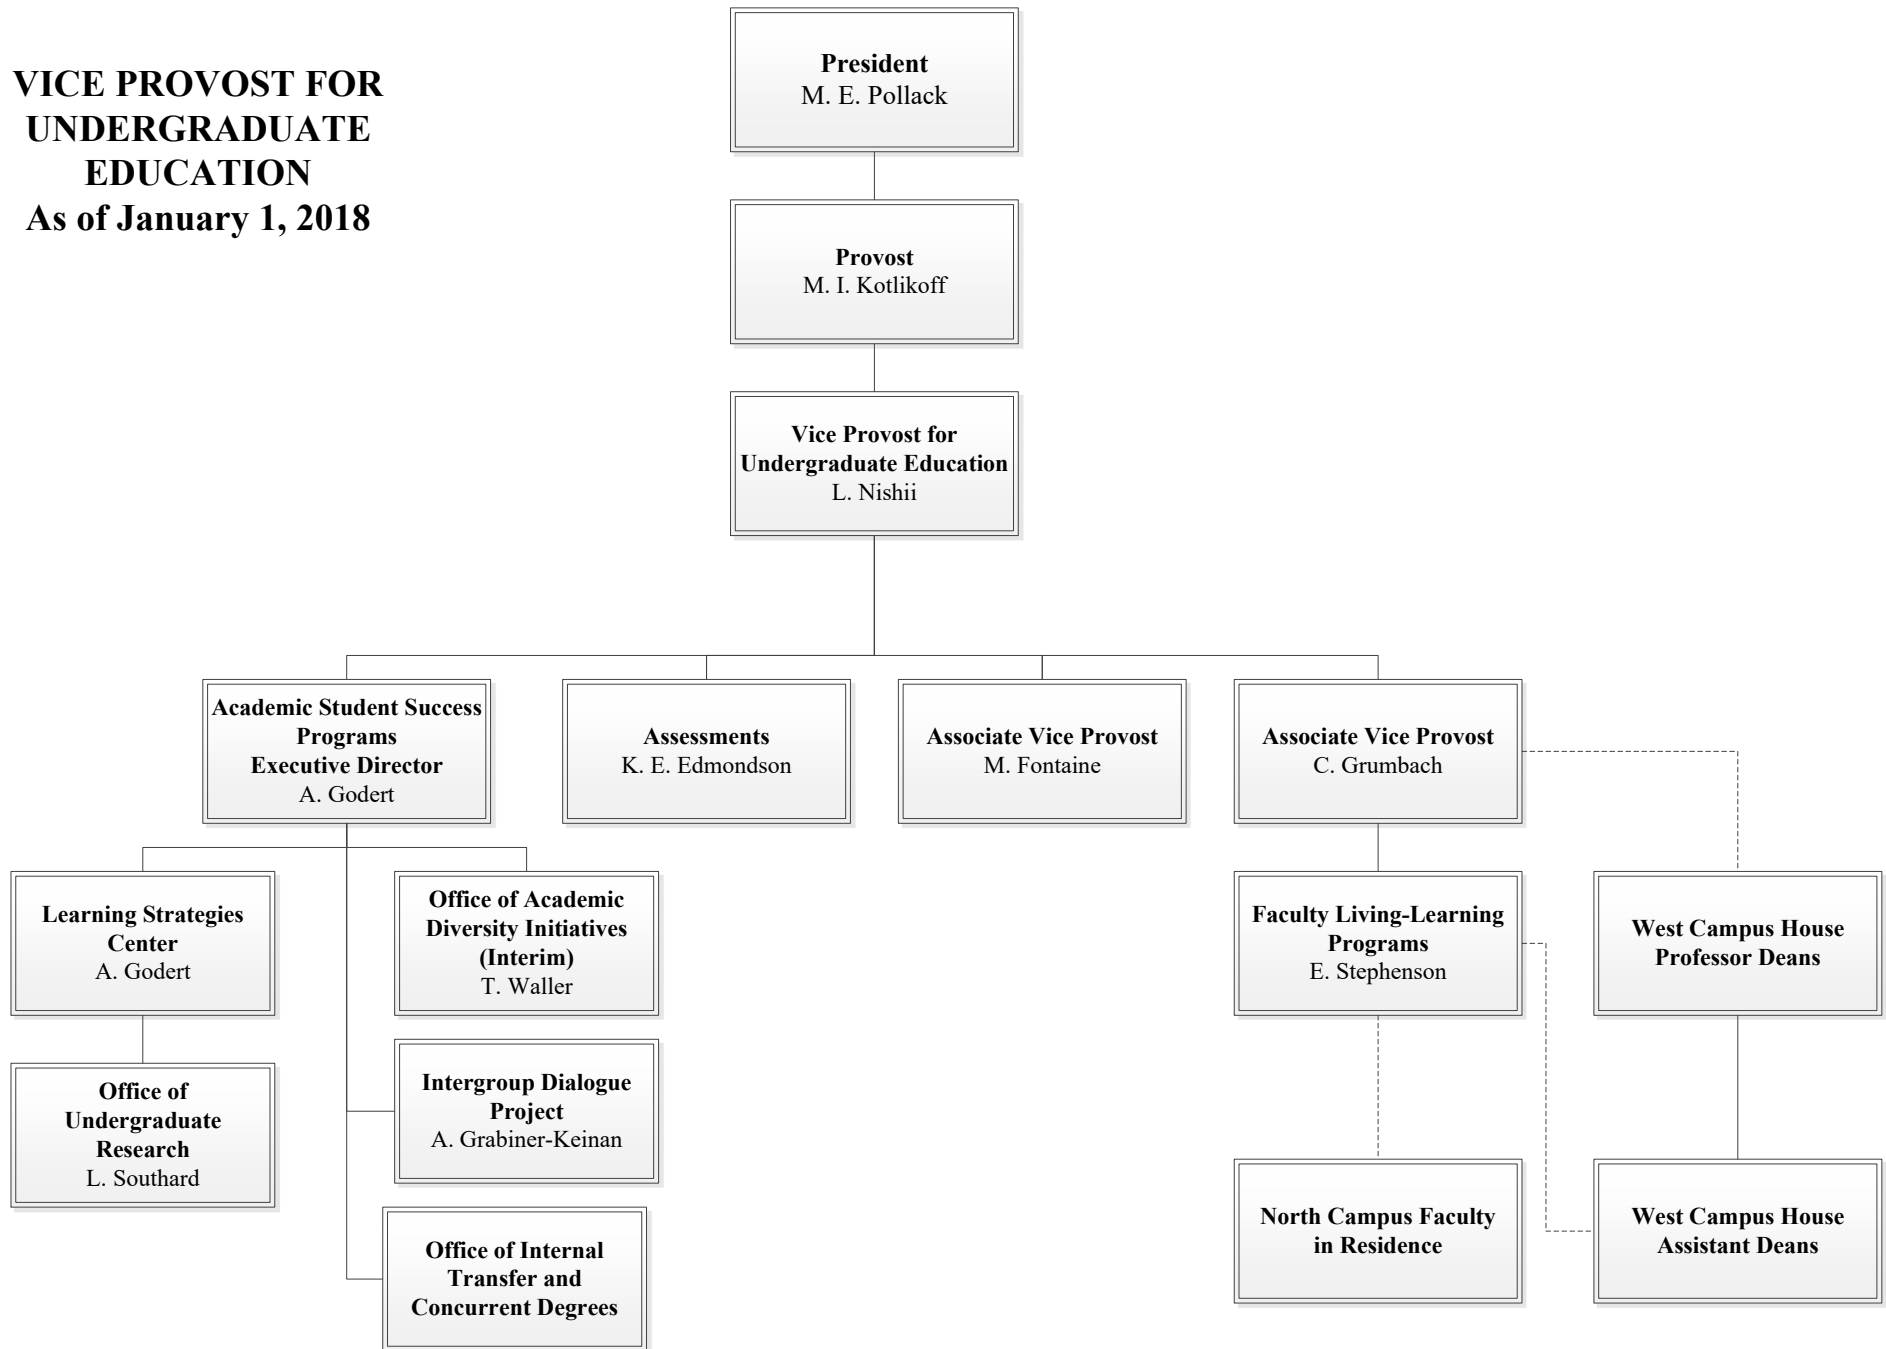 VICE PROVOST FOR
UNDERGRADUATE
EDUCATION
As of January 1, 2018
President
M. E. Pollack
Provost
M. I. Kotlikoff
Vice Provost for
Undergraduate Education
L. Nishii
Academic Student Success
Programs
Executive Director
A. Godert
Assessments
K. E. Edmondson
Associate Vice Provost
M. Fontaine
Associate Vice Provost
C. Grumbach
Learning Strategies
Center
A. Godert
Office of Academic
Diversity Initiatives
(Interim)
T. Waller
Faculty Living-Learning
Programs
E. Stephenson
West Campus House
Professor Deans
Office of
Undergraduate
Research
L. Southard
Intergroup Dialogue
Project
A. Grabiner-Keinan
Office of Internal
Transfer and
Concurrent Degrees
North Campus Faculty
in Residence
West Campus House
Assistant Deans